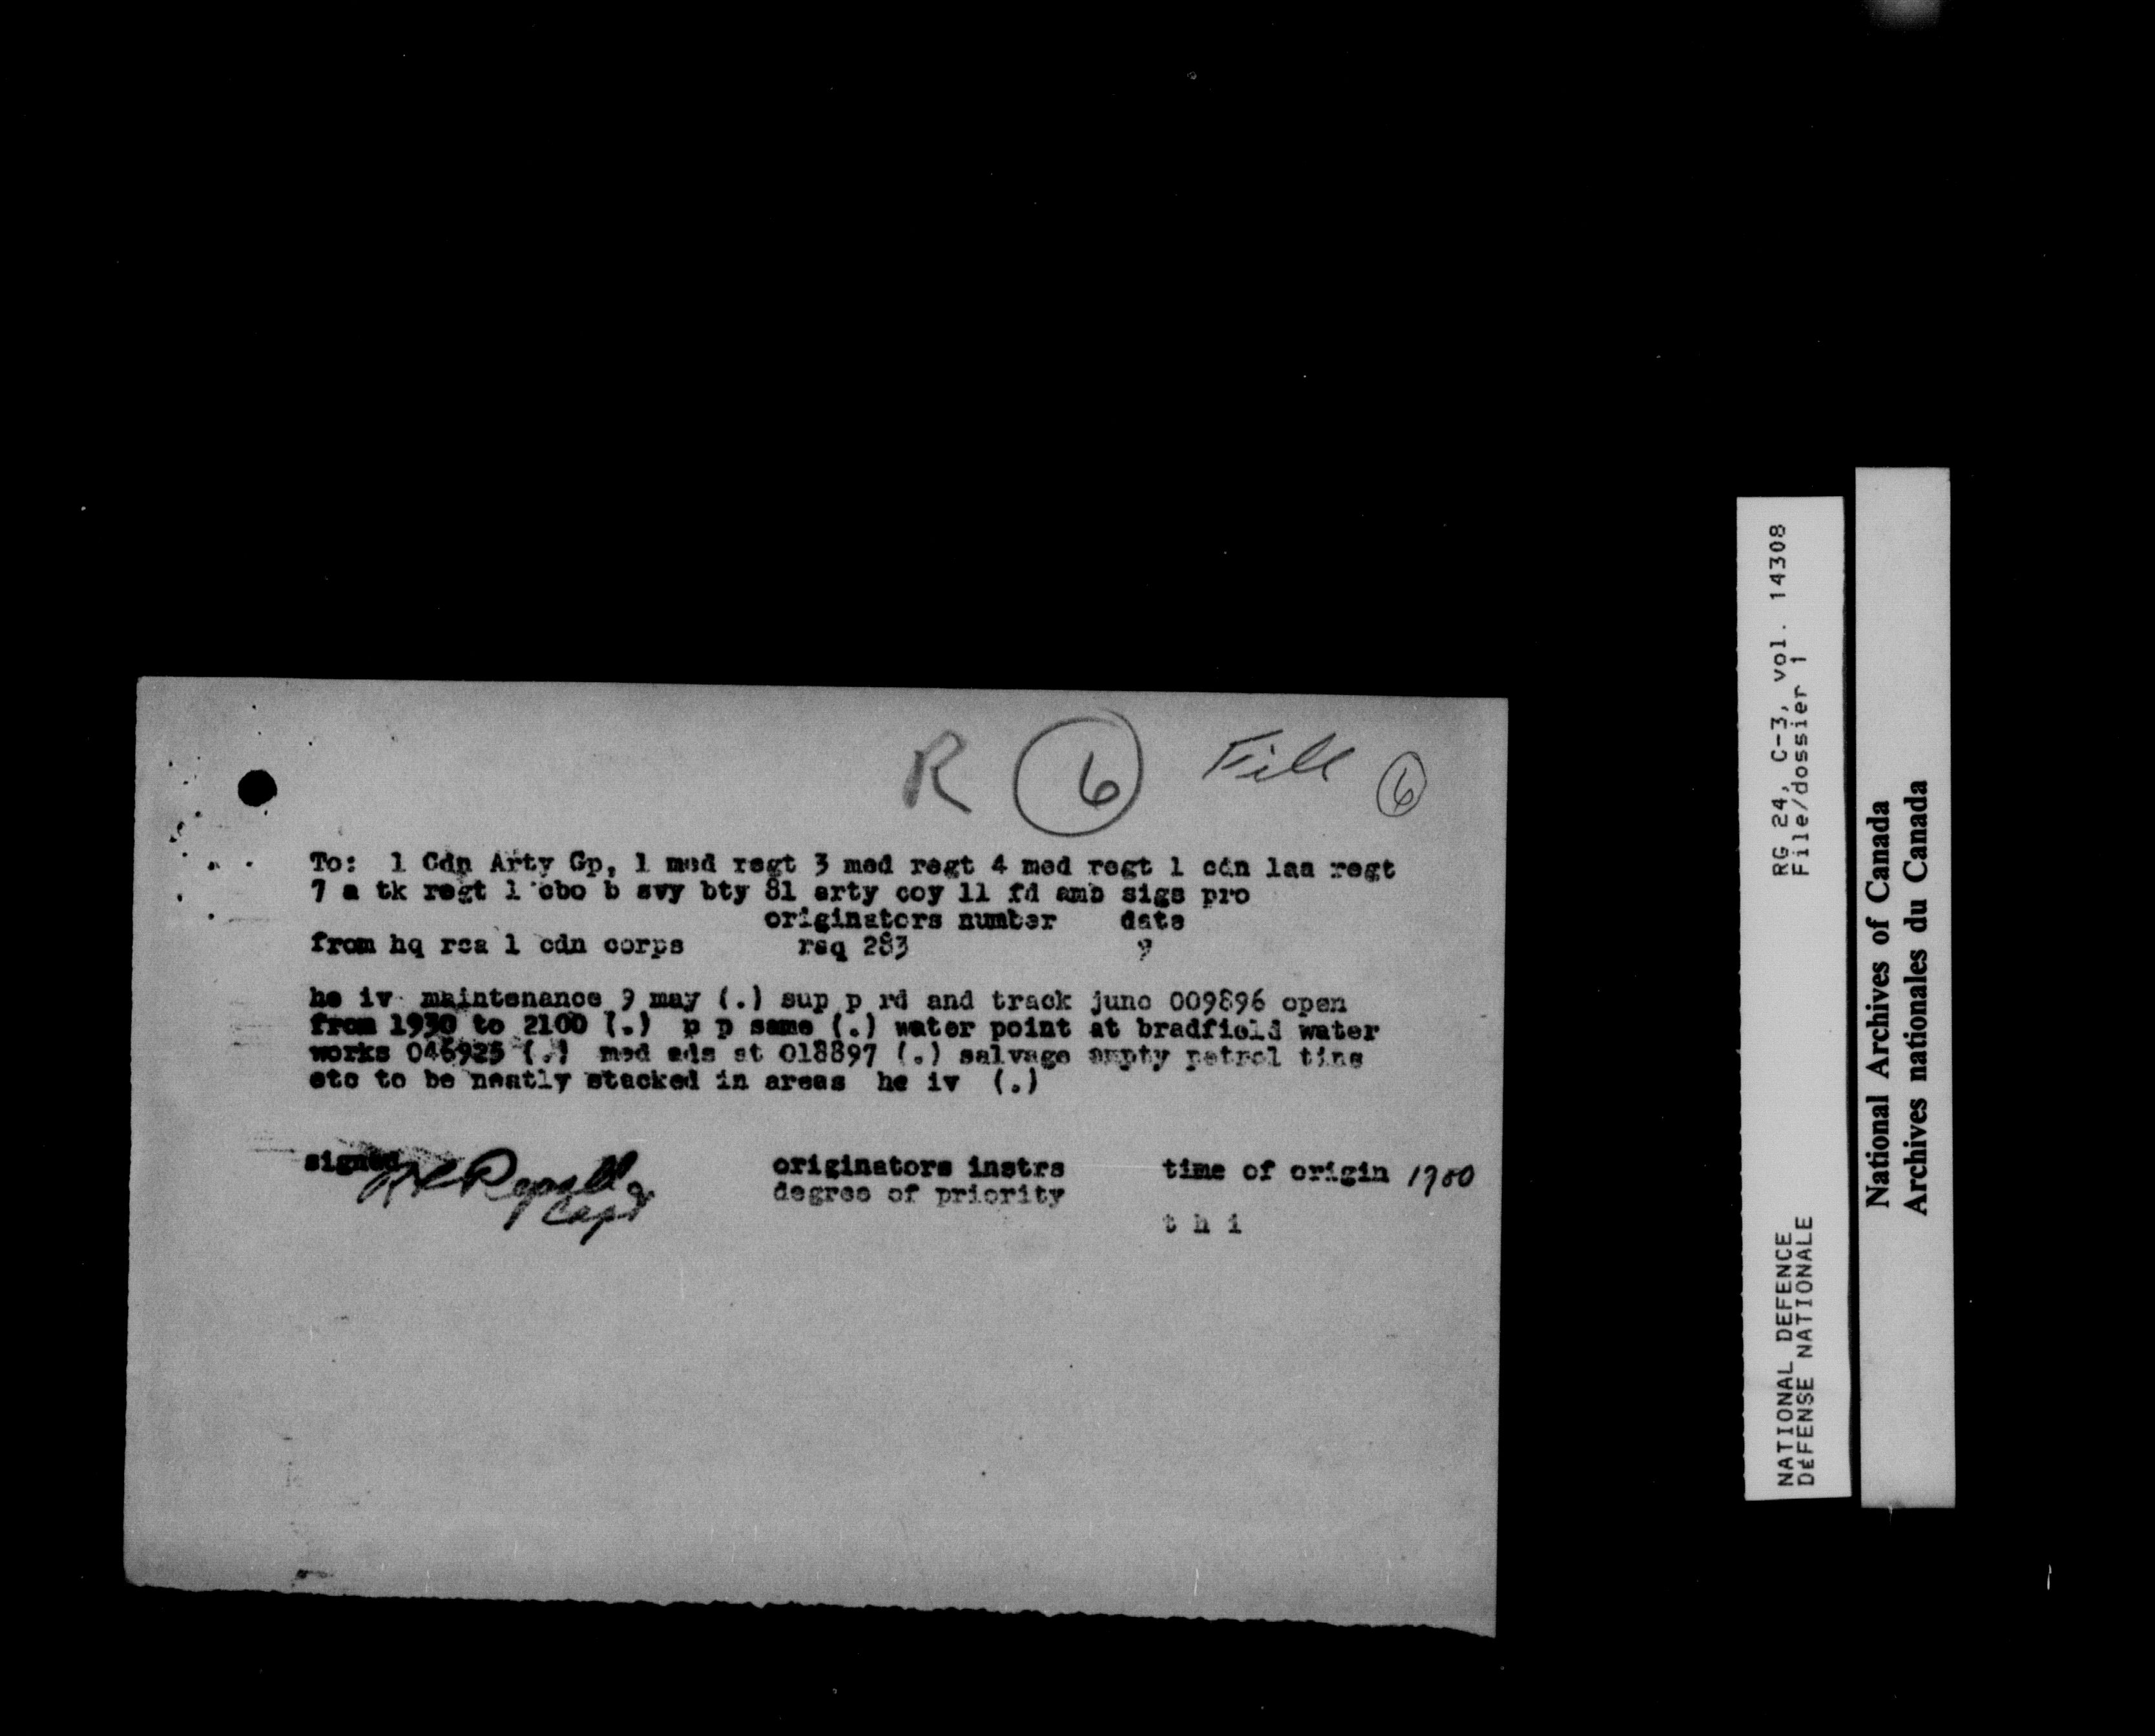 R 6 File 6
To: 1 Cdn Arty Gp, 1 med regt 3 med regt 4 med regt 1 cdn laa regt
7 a tk regt 1 cbo b svy bty 81 arty coy 11 fd amb sigs pro
originators number date
from hq rca 1 cdn corps raq 283 9
he iv maintenance 9 may (.) sup p rd and track junc 009896 open
from 1930 to 2100 (.) p p same (.) water point at bradfield water
works 046925 (.) med ads at 018897 (.) salvage empty petrol tins
etc to be neatly stacked in areas he iv (.)
signed Capt originators instrs time of origin 1700
degree of priority
t h i
RG 24, C-3, vol. 14308
File/dossier 1
NATIONAL DEFENCE
DÉFENSE NATIONALE
National Archives of Canada
Archives nationales du Canada